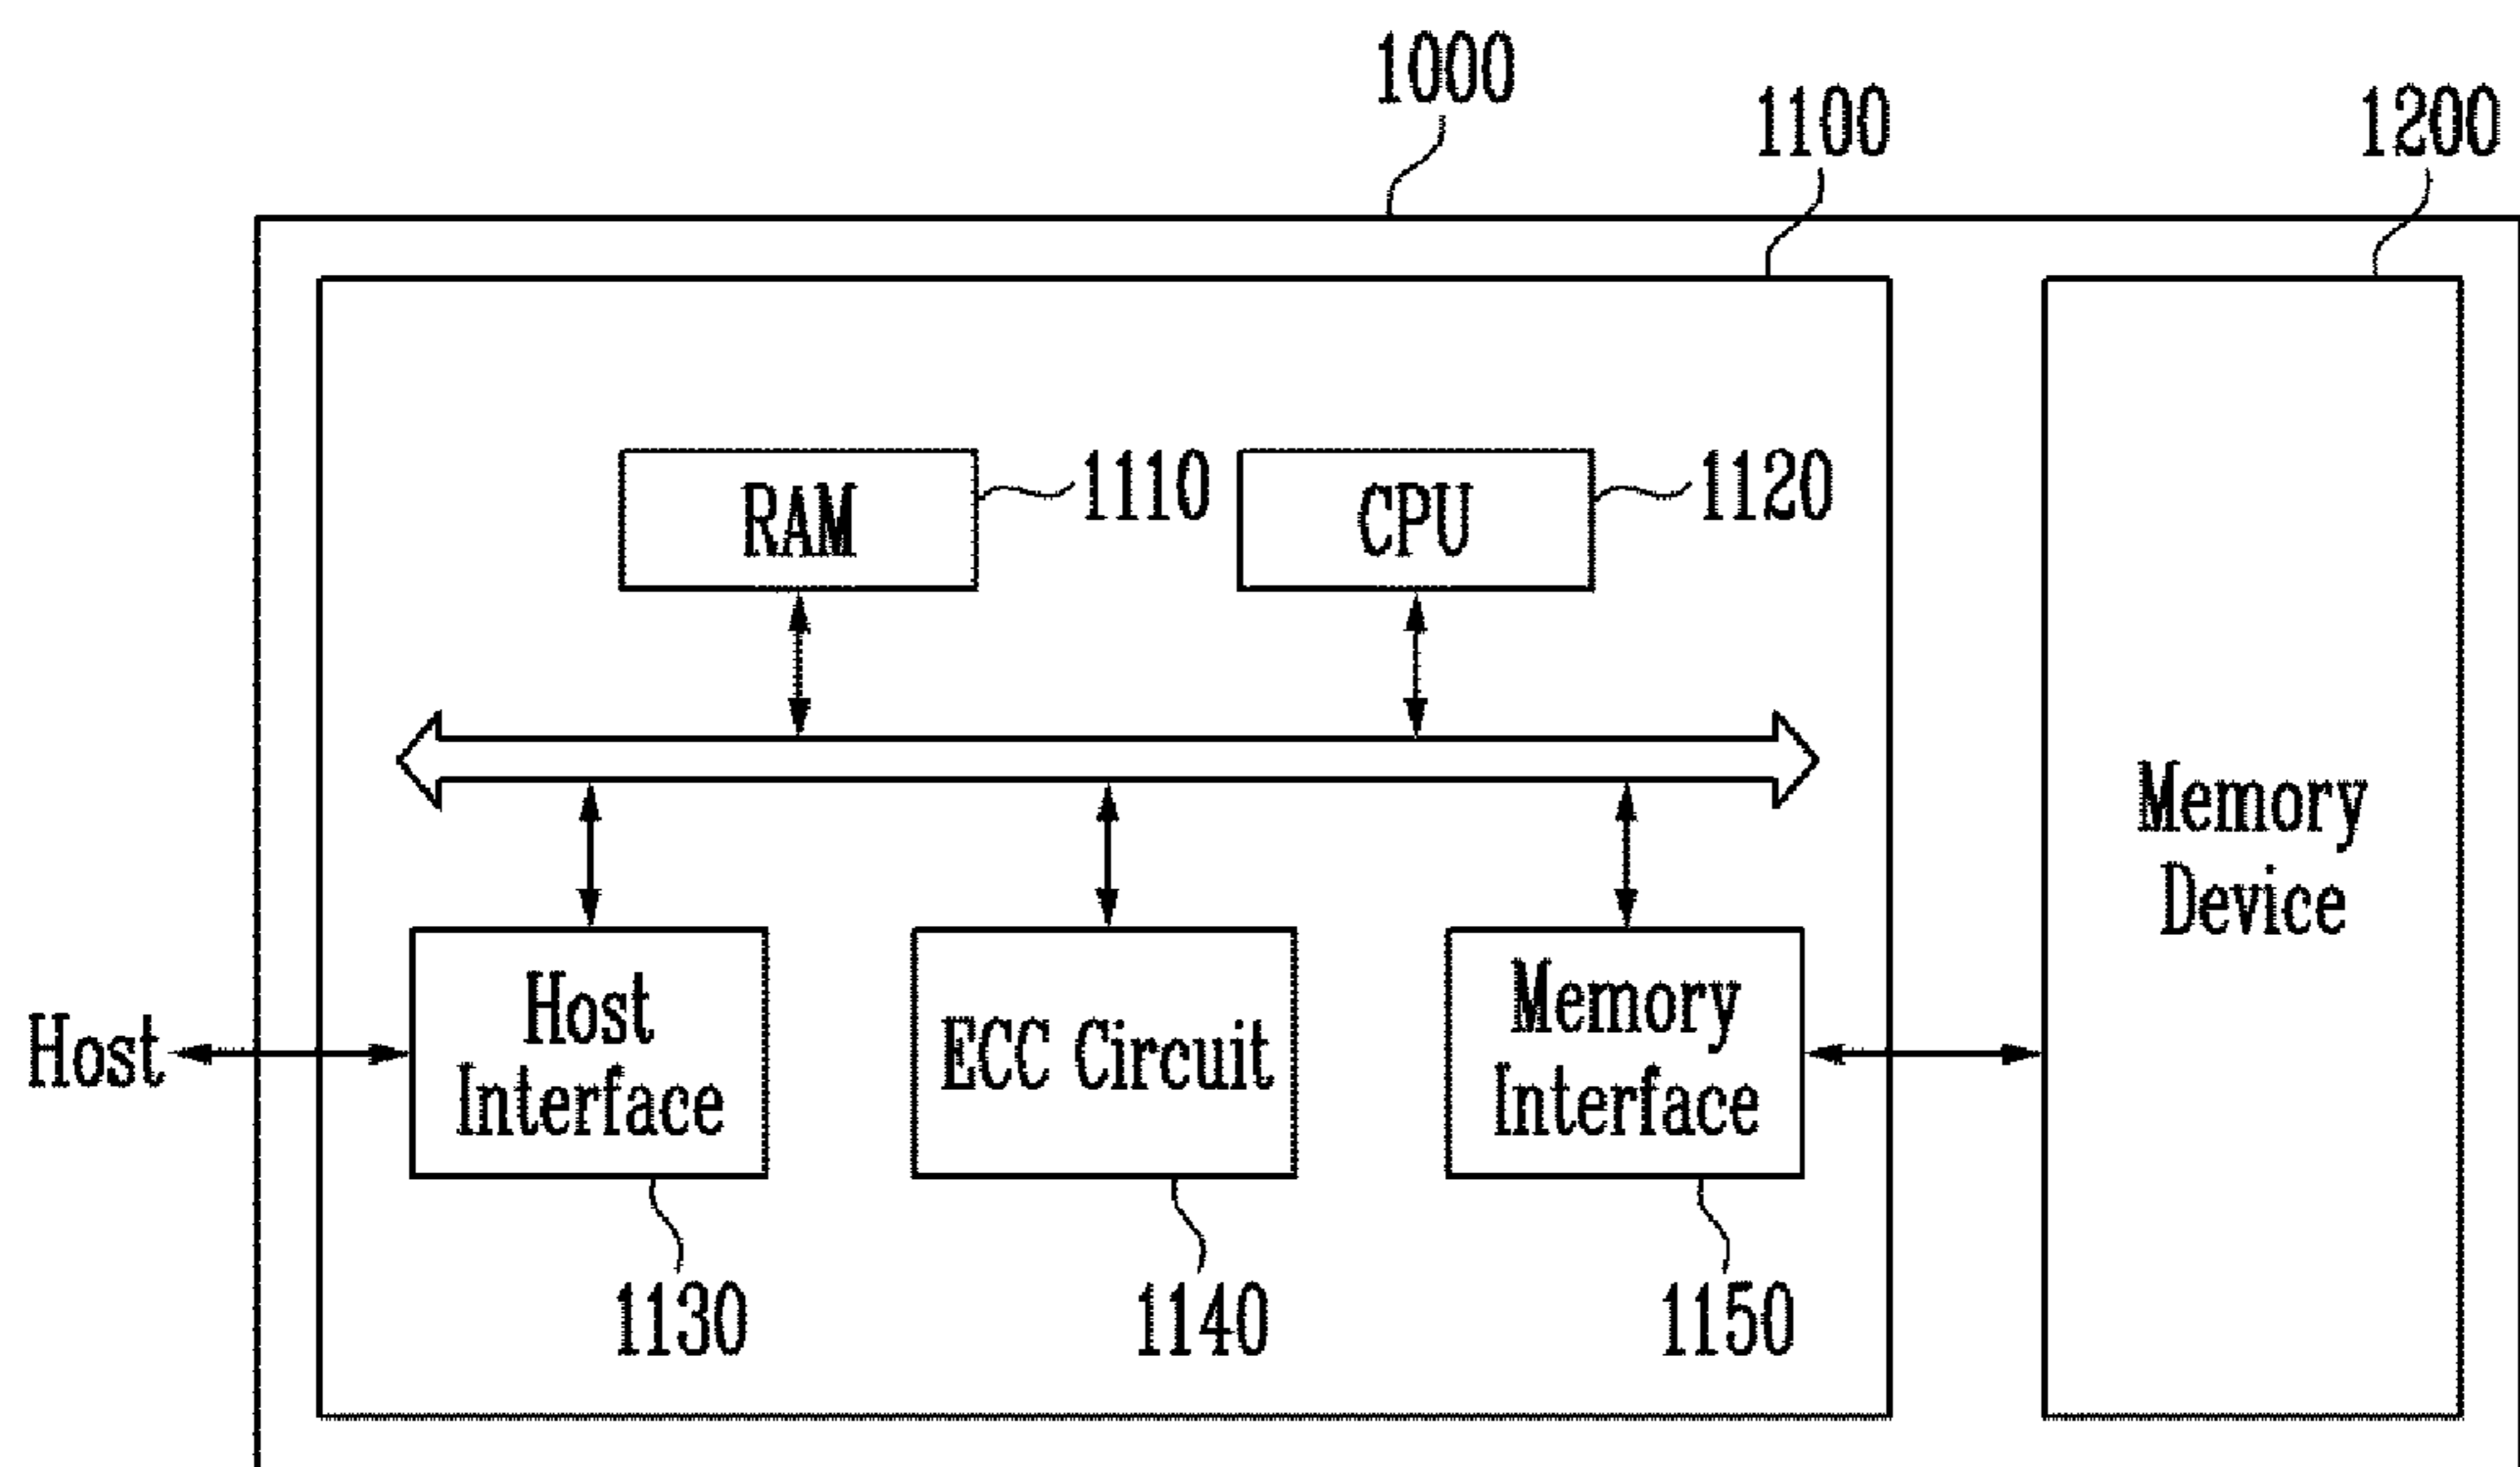 1000
1100
1200
RAM
1110
CPU
1120
Memory
Device
Host
Host
Interface
ECC Circuit
Memory
Interface
1130
1140
1150